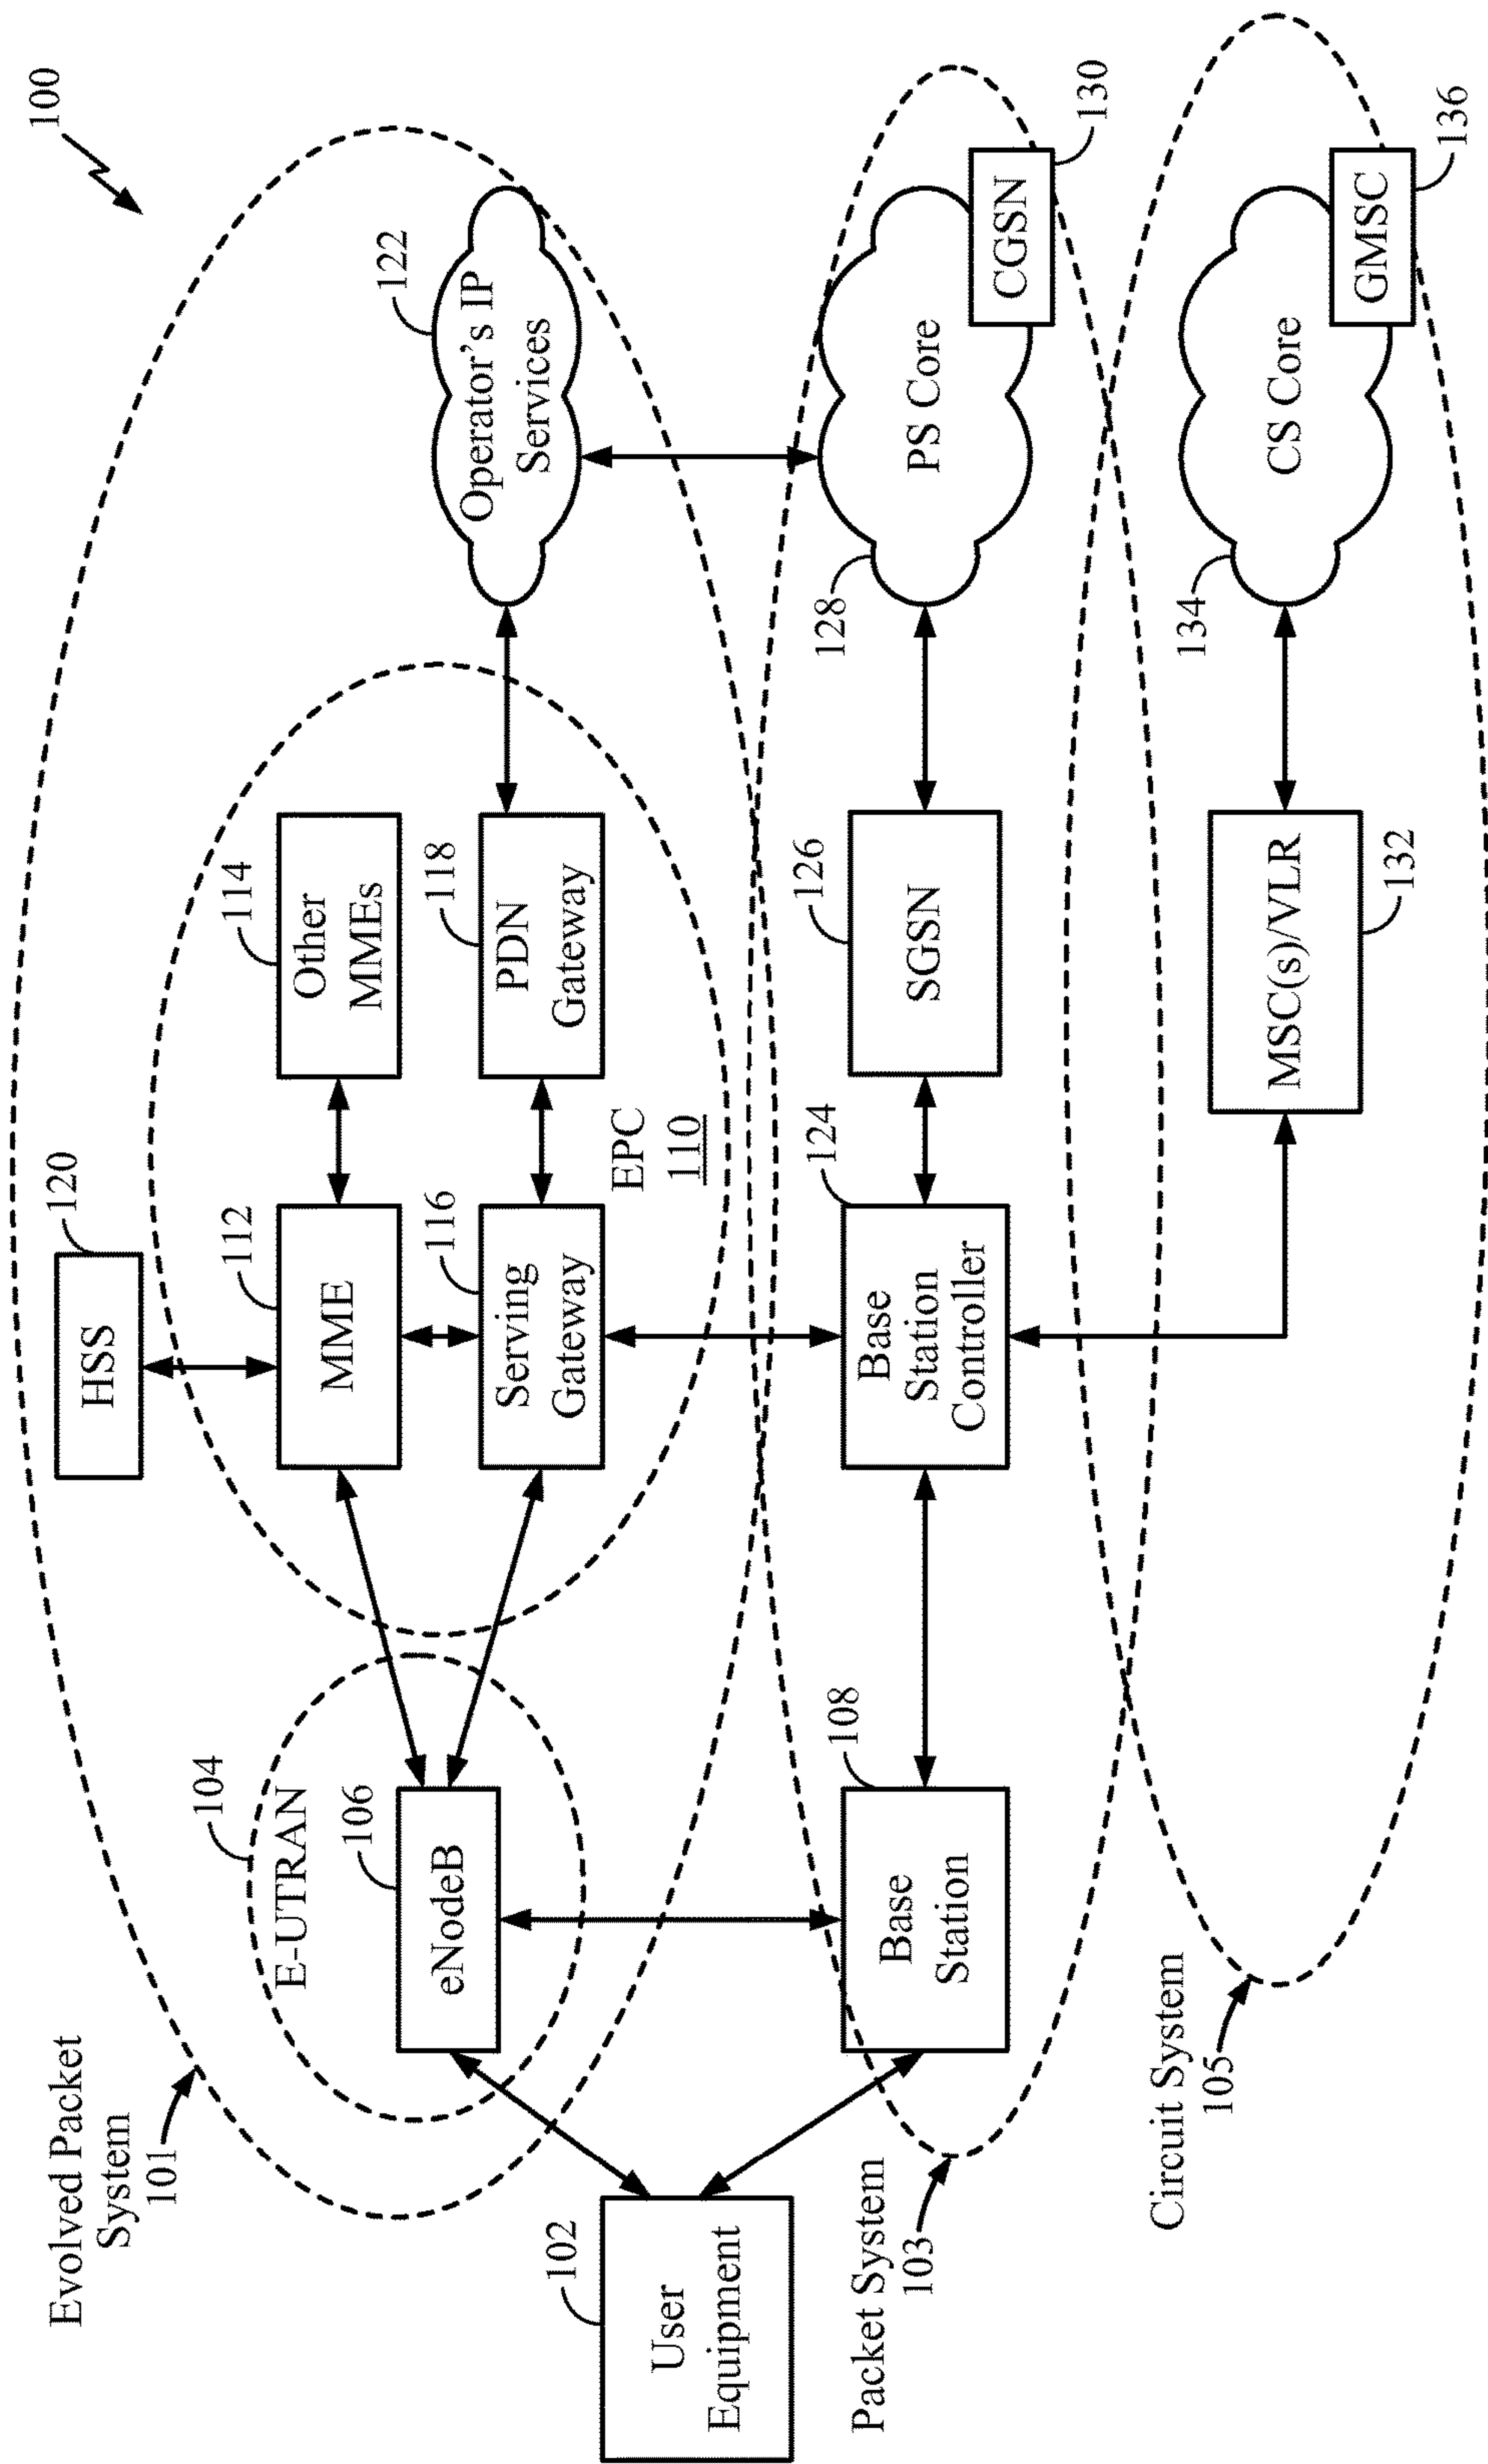 100
Evolved Packet
System
101
HSS
120
104
E-UTRAN
106
eNodeB
112
MME
114
Other
MMEs
116
Serving
Gateway
118
PDN
Gateway
EPC
110
122
Operator's IP
Services
102
User
Equipment
Packet System
103
108
Base
Station
124
Base
Station
Controller
126
SGSN
128
PS Core
CGSN
130
Circuit System
105
MSC(s)/VLR
132
134
CS Core
GMSC
136